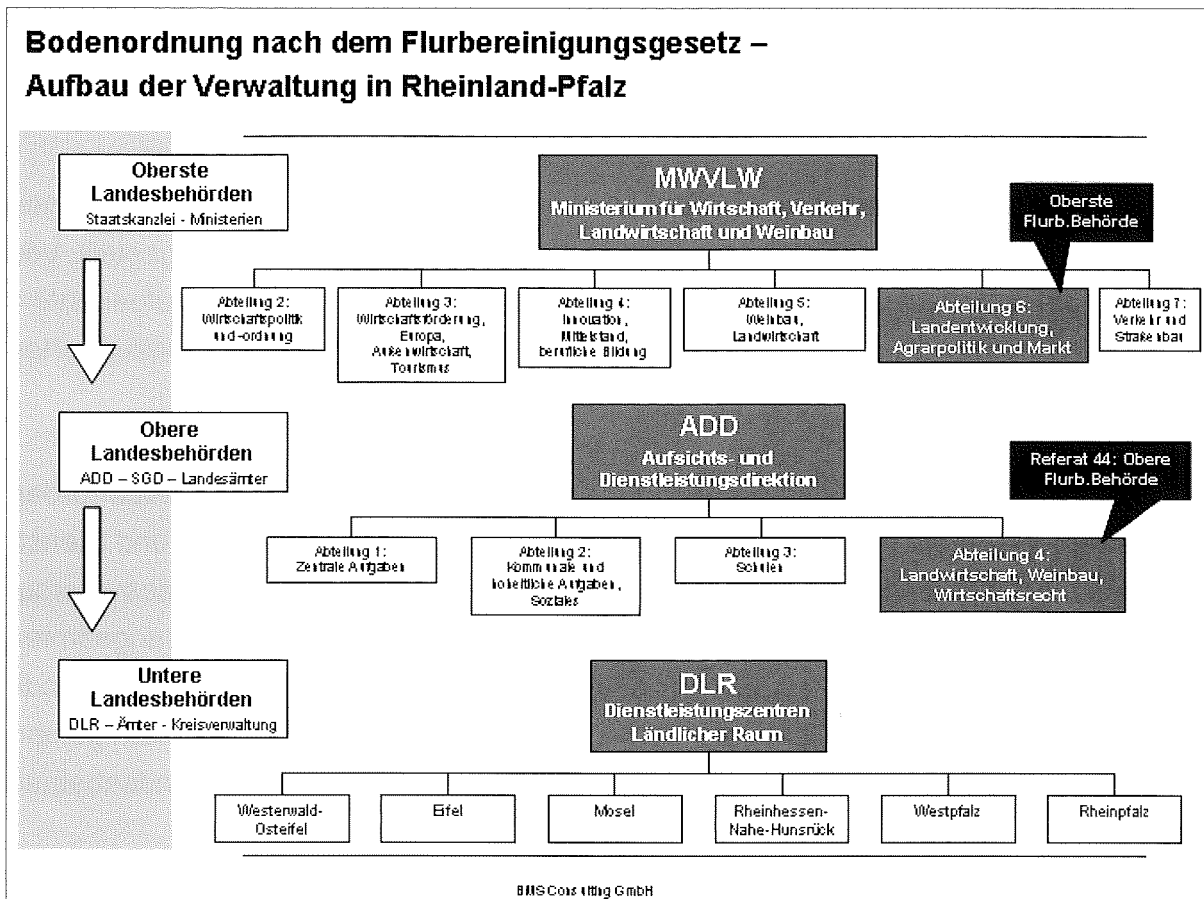 Bodenordnung nach dem Flurbereinigungsgesetz –
Aufbau der Verwaltung in Rheinland-Pfalz
Oberste
Landesbehörden
Staatskanzlei - Ministerien
MWVLW
Ministerium für Wirtschaft, Verkehr,
Landwirtschaft und Weinbau
Oberste
Flurb.Behörde
Abteilung 2:
Wirtschaftspolitik
und -ordnung
Abteilung 3:
Wirtschaftsförderung,
Europa,
Außenwirtschaft,
Tourismus
Abteilung 4:
Innovation,
Mittelstand,
berufliche Bildung
Abteilung 5:
Weinbau,
Landwirtschaft
Abteilung 6:
Landentwicklung,
Agrarpolitik und Markt
Abteilung 7:
Verkehr und
Straßenbau
Obere
Landesbehörden
ADD – SGD – Landesämter
ADD
Aufsichts- und
Dienstleistungsdirektion
Referat 44: Obere
Flurb.Behörde
Abteilung 1:
Zentrale Aufgaben
Abteilung 2:
Kommunale und
hoheitliche Aufgaben,
Soziales
Abteilung 3:
Schulen
Abteilung 4:
Landwirtschaft, Weinbau,
Wirtschaftsrecht
Untere
Landesbehörden
DLR – Ämter - Kreisverwaltung
DLR
Dienstleistungszentren
Ländlicher Raum
Westerwald-
Osteifel
Eifel
Mosel
Rheinhessen-
Nahe-Hunsrück
Westpfalz
Rheinpfalz
BMS Consulting GmbH